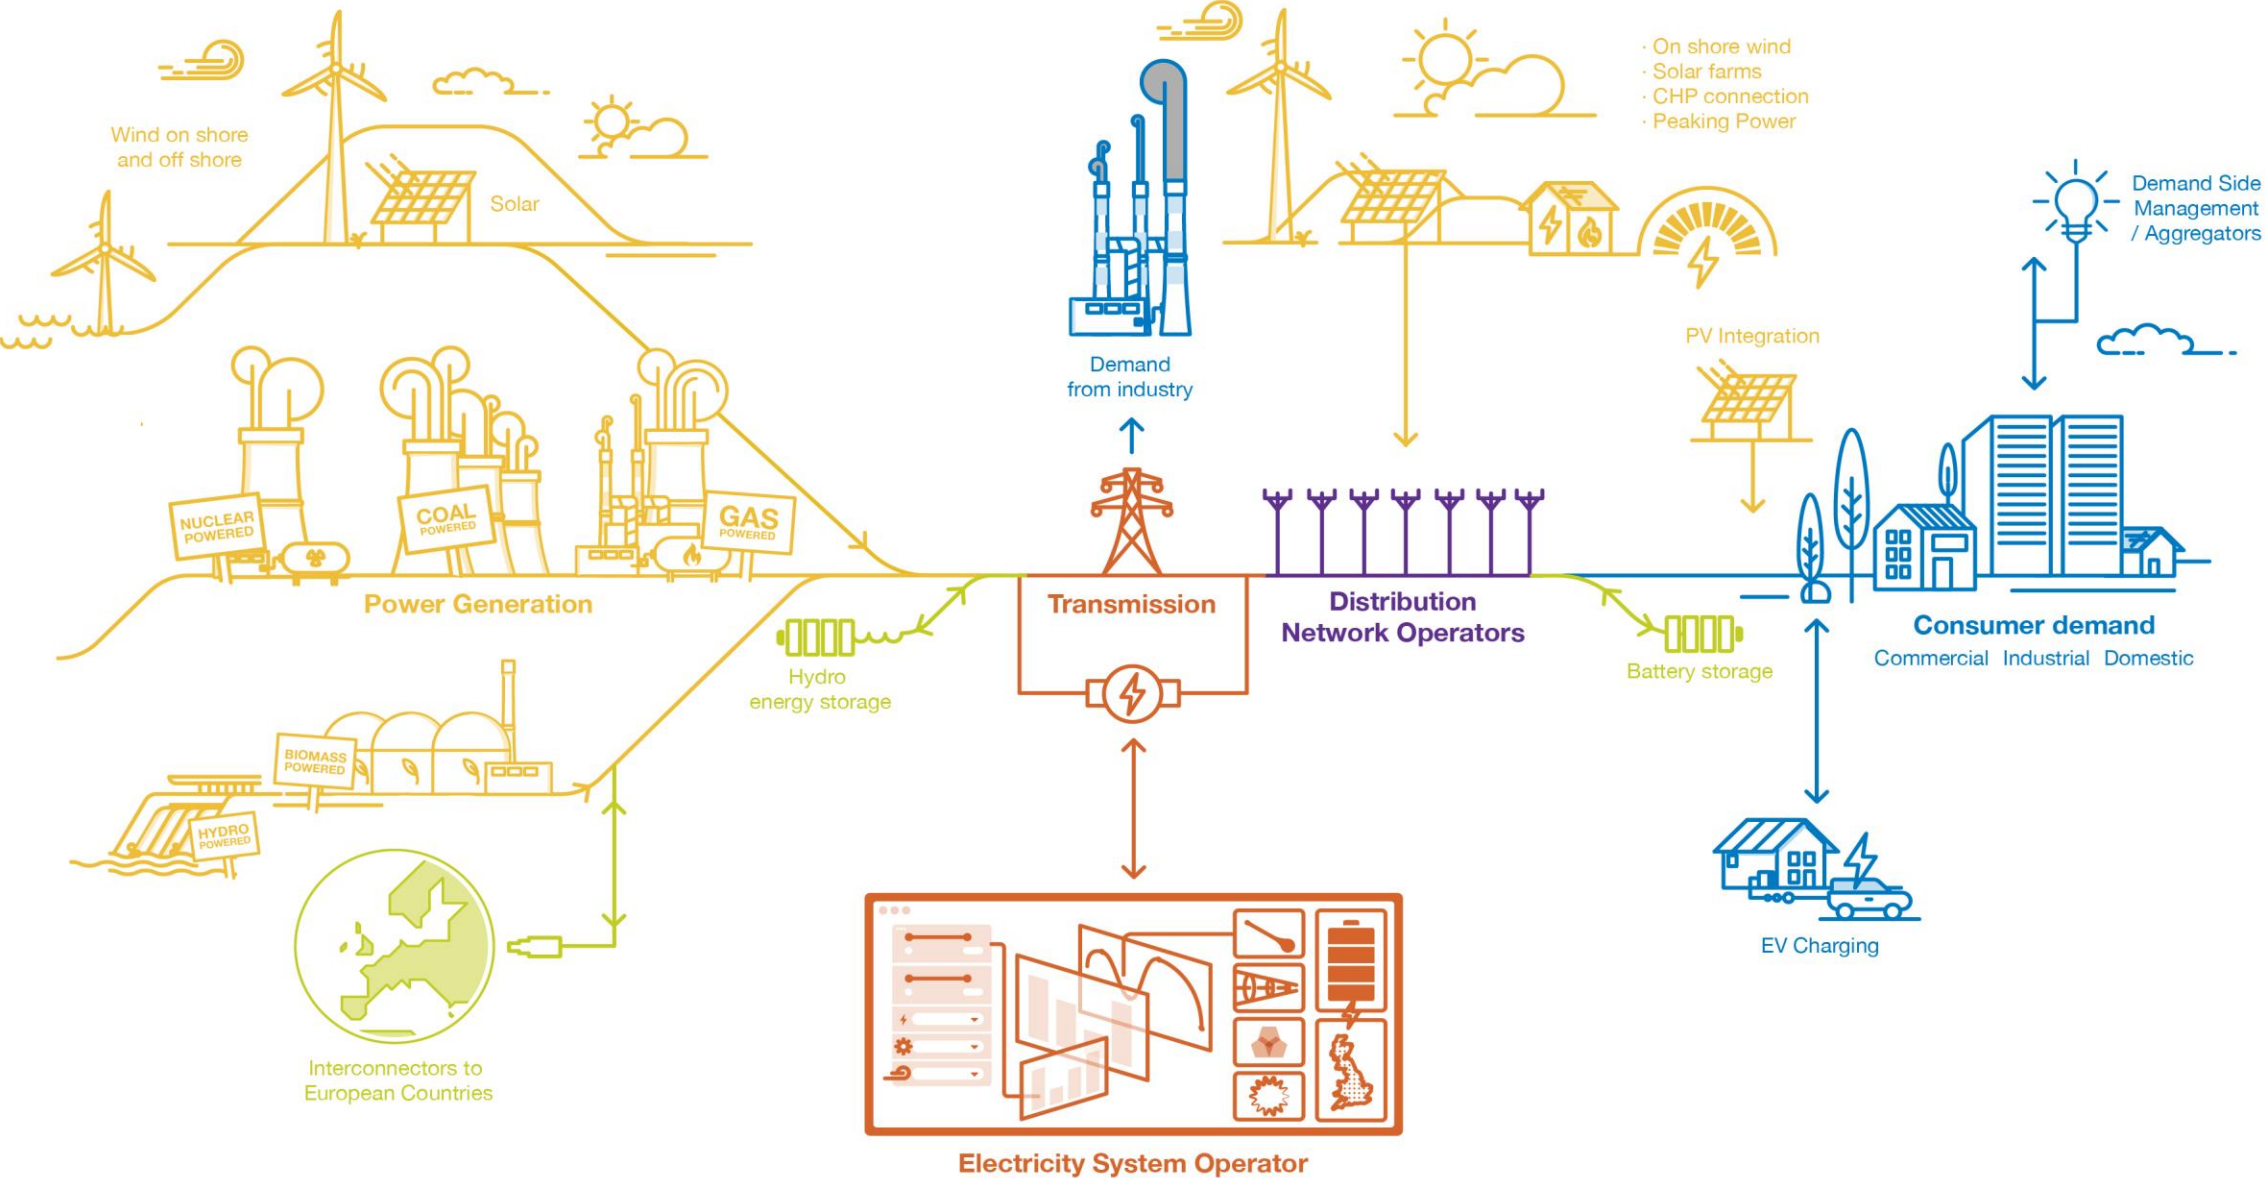 Wind on shore
and off shore
Solar
NUCLEAR
POWERED
COAL
POWERED
GAS
POWERED
Power Generation
BIOMASS
POWERED
HYDRO
POWERED
Interconnectors to
European Countries
Hydro
energy storage
Demand
from industry
Transmission
Electricity System Operator
· On shore wind
· Solar farms
· CHP connection
· Peaking Power
Distribution
Network Operators
PV Integration
Battery storage
Demand Side
Management
/ Aggregators
Consumer demand
Commercial Industrial Domestic
EV Charging